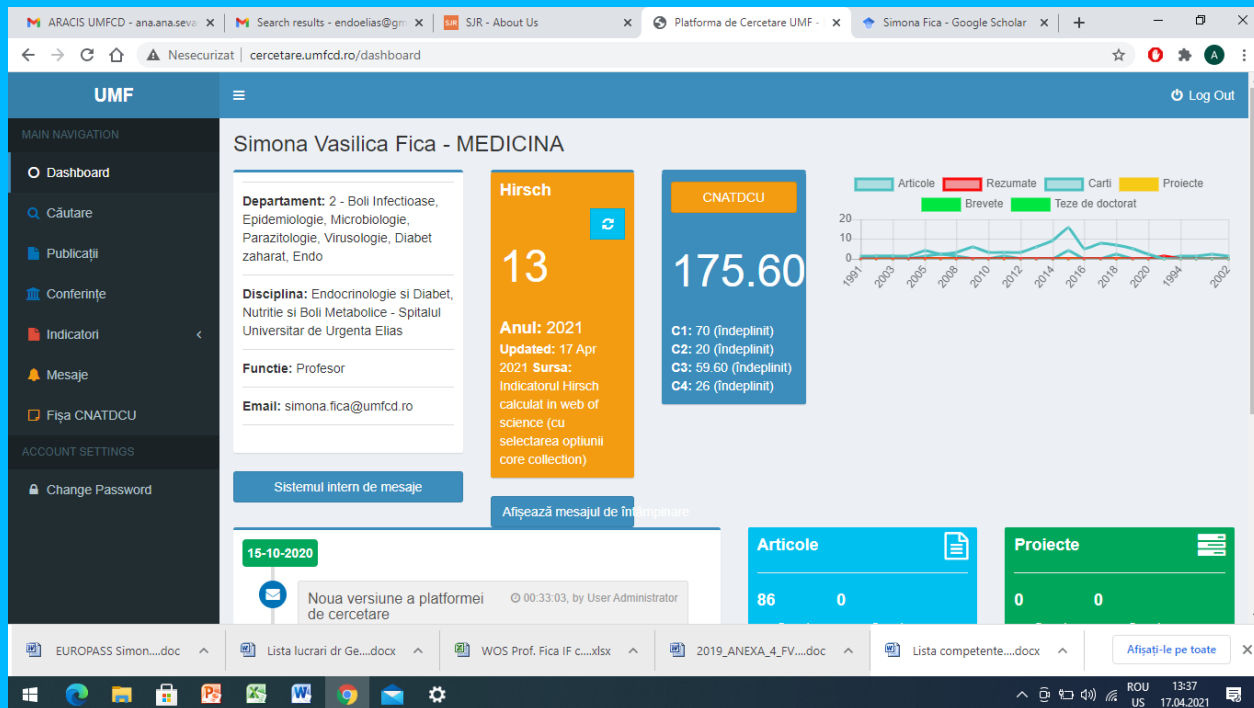 ARACIS UMFCD - ana.ana.seva
Search results - endoelias@gm
SJR
SJR - About Us
Platforma de Cercetare UMF -
Simona Fica - Google Scholar
Nesecurizat
cercetare.umfcd.ro/dashboard
A
UMF
Log Out
MAIN NAVIGATION
Dashboard
Căutare
Publicații
Conferințe
Indicatori
Mesaje
Fișa CNATDCU
ACCOUNT SETTINGS
Change Password
Simona Vasilica Fica - MEDICINA
Departament: 2 - Boli Infectioase,
Epidemiologie, Microbiologie,
Parazitologie, Virusologie, Diabet
zaharat, Endo
Disciplina: Endocrinologie si Diabet,
Nutritie si Boli Metabolice - Spitalul
Universitar de Urgenta Elias
Functie: Profesor
Email: simona.fica@umfcd.ro
Sistemul intern de mesaje
Hirsch
13
Anul: 2021
Updated: 17 Apr
2021 Sursa:
Indicatorul Hirsch
calculat in web of
science (cu
selectarea optiunii
core collection)
Afișează mesajul de întâmpinare
CNATDCU
175.60
C1: 70 (îndeplinit)
C2: 20 (îndeplinit)
C3: 59.60 (îndeplinit)
C4: 26 (îndeplinit)
Articole Rezumate Carti Proiecte
Brevete Teze de doctorat
20
10
0
1991 2003 2005 2008 2010 2012 2014 2016 2018 2020 1994 2002
15-10-2020
Noua versiune a platformei
de cercetare
00:33:03, by User Administrator
Articole
86 0
Proiecte
0 0
EUROPASS Simon....doc
Lista lucrari dr Ge....docx
WOS Prof. Fica IF c....xlsx
2019_ANEXA_4_FV....doc
Lista competente....docx
Afișați-le pe toate
ROU
US
13:37
17.04.2021